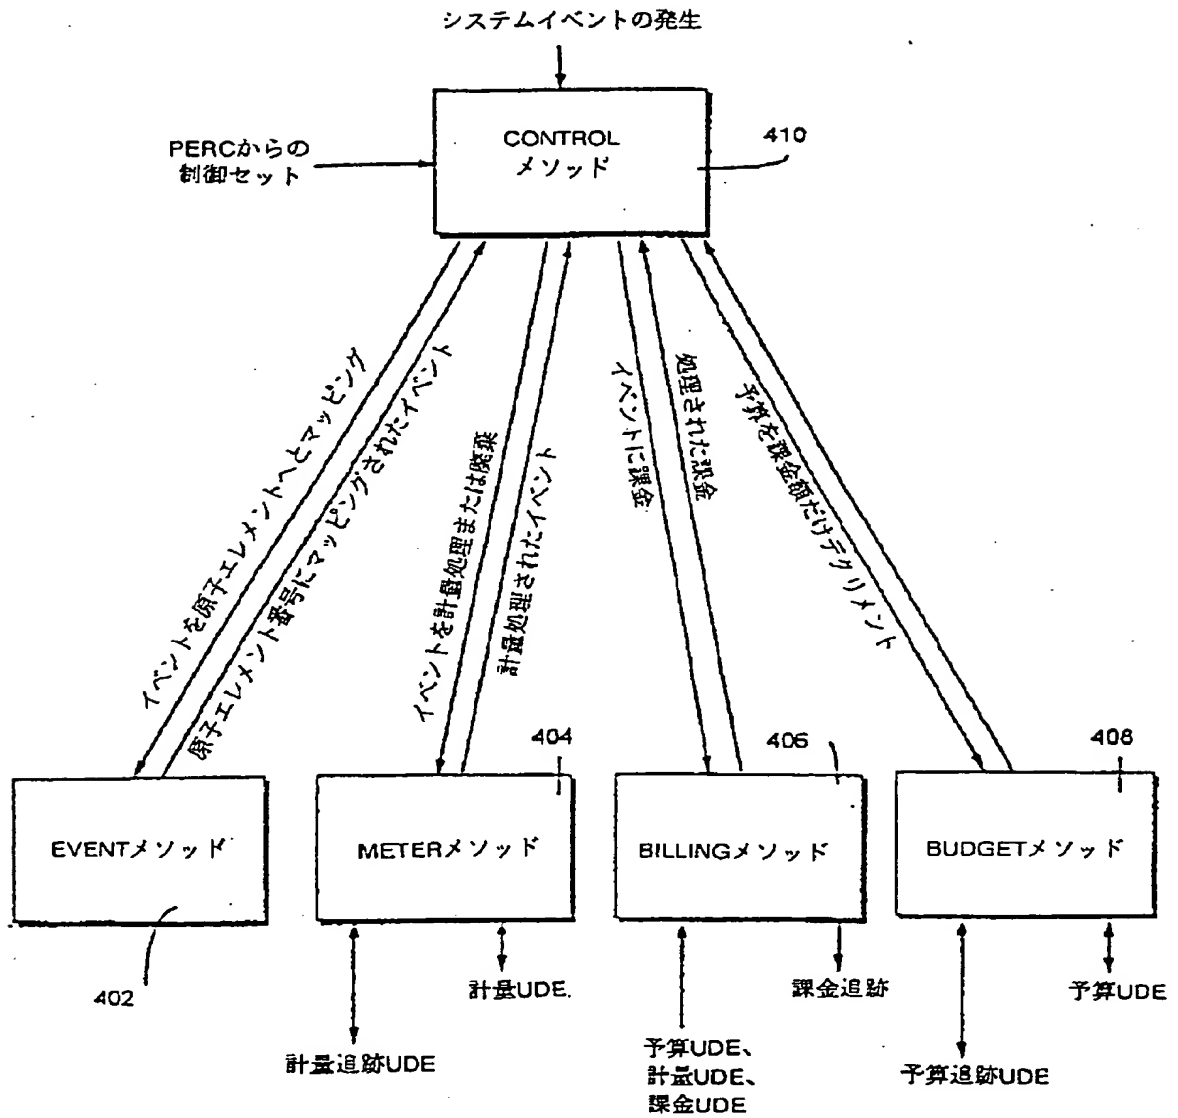 システムイベントの発生
CONTROL
メソッド
410
PERCからの
制御セット
イベントを原子エレメントへとマッピング
原子エレメント番号にマッピングされたイベント
イベントを計量処理または廃棄
計量処理されたイベント
イベントに課金
処理された課金
予算を課金額だけデクリメント
404
406
408
EVENTメソッド
METERメソッド
BILLINGメソッド
BUDGETメソッド
402
計量UDE.
課金追跡
予算UDE
計量追跡UDE
予算UDE、
計量UDE、
課金UDE
予算追跡UDE